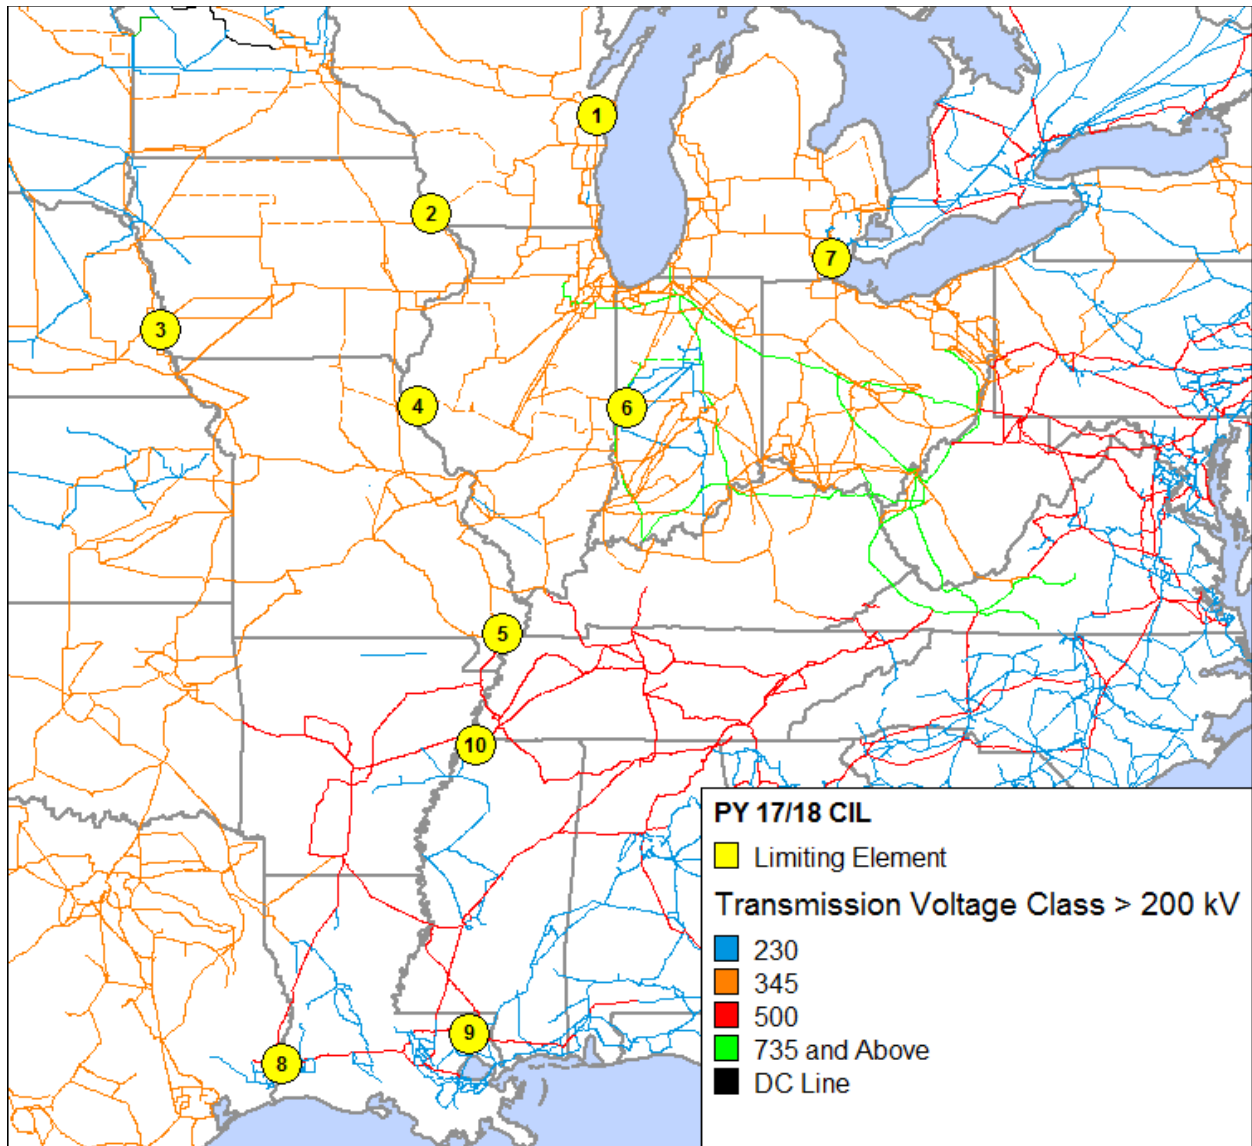 1
2
7
3
4
6
5
10
9
8
PY 17/18 CIL
Limiting Element
Transmission Voltage Class > 200 kV
230
345
500
735 and Above
DC Line